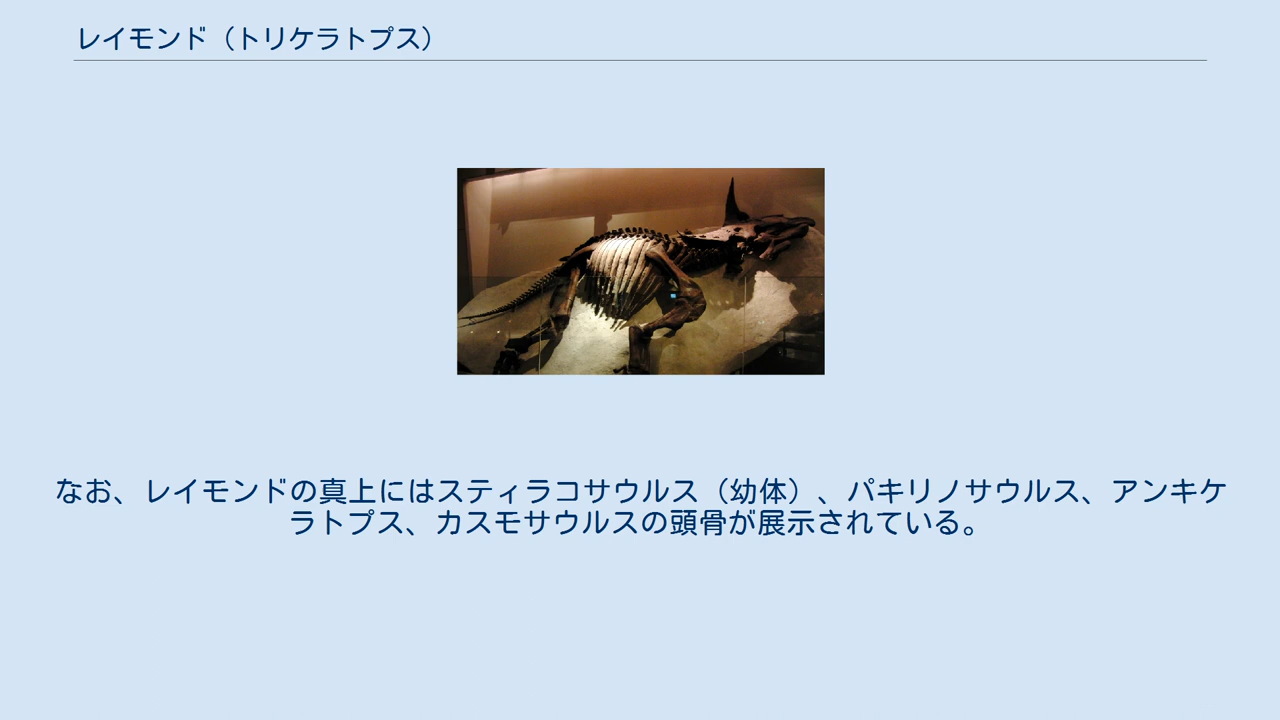 レイモンド（トリケラトプス）
なお、レイモンドの真上にはスティラコサウルス（幼体）、パキリノサウルス、アンキケ
ラトプス、カスモサウルスの頭骨が展示されている。